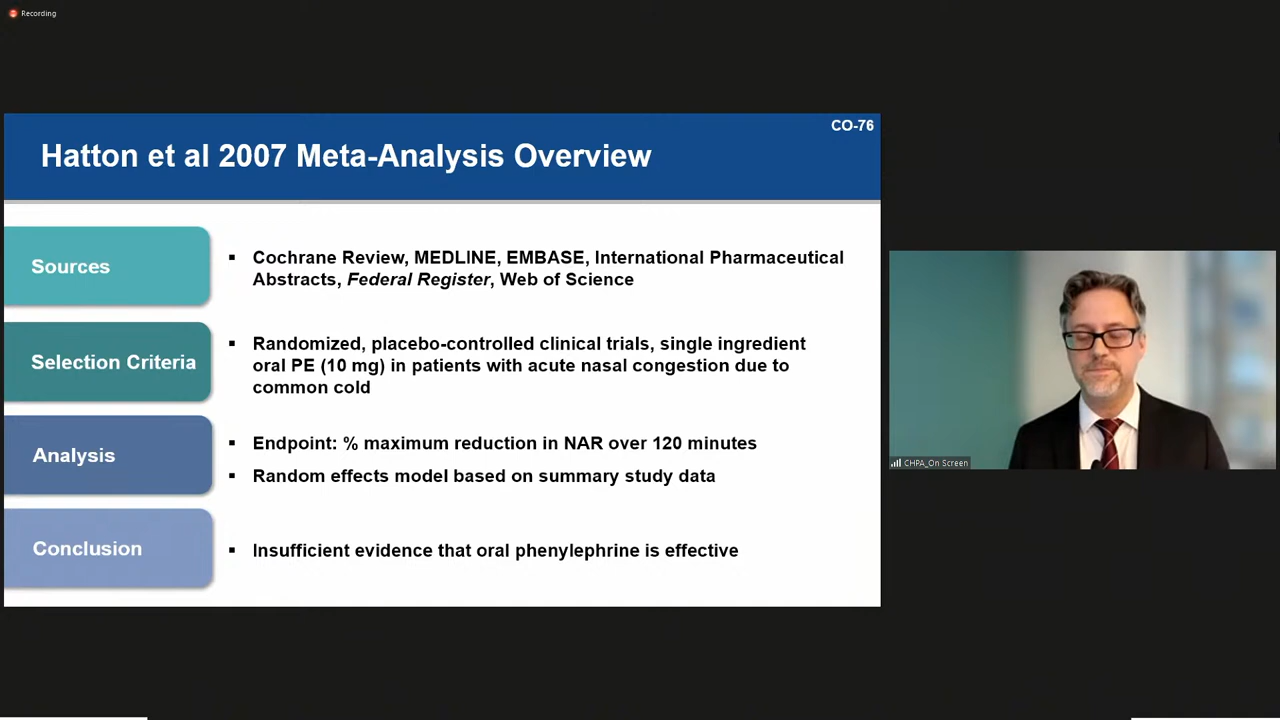 Recording
CO-76
Hatton et al 2007 Meta-Analysis Overview
Sources
▪ Cochrane Review, MEDLINE, EMBASE, International Pharmaceutical
Abstracts, Federal Register, Web of Science
Selection Criteria
▪ Randomized, placebo-controlled clinical trials, single ingredient
oral PE (10 mg) in patients with acute nasal congestion due to
common cold
Analysis
▪ Endpoint: % maximum reduction in NAR over 120 minutes
▪ Random effects model based on summary study data
Conclusion
▪ Insufficient evidence that oral phenylephrine is effective
CHPA_On Screen